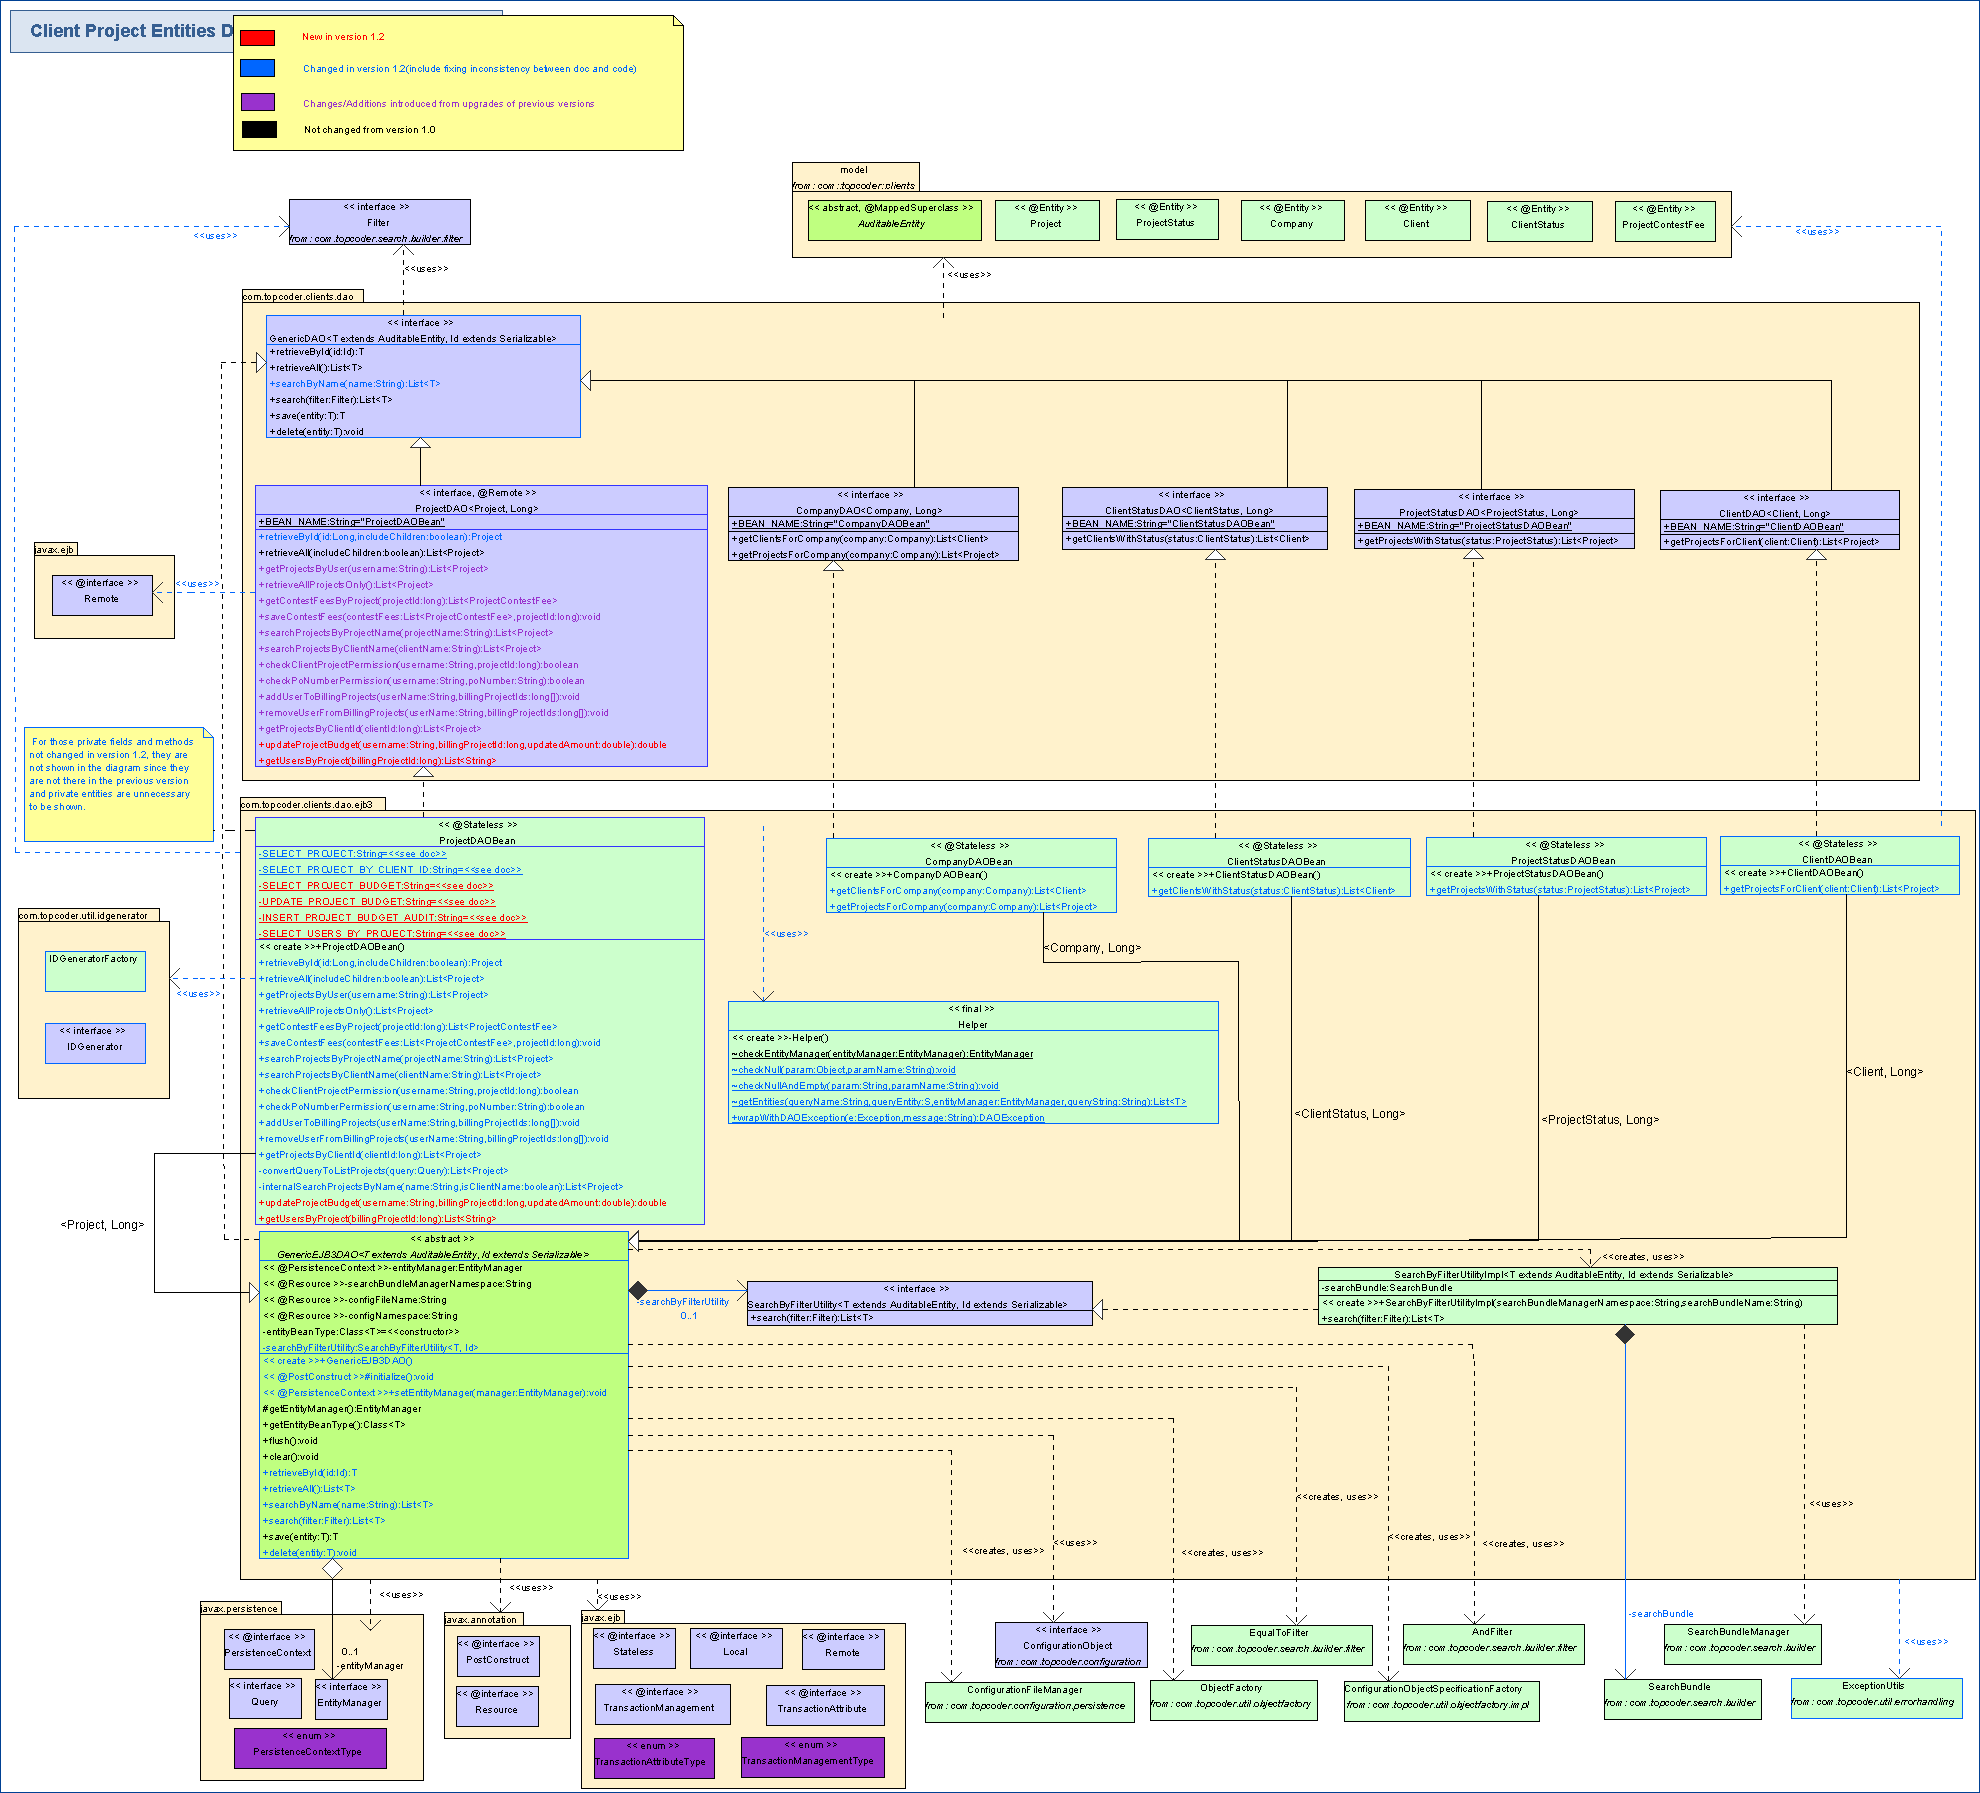 Client Project Entities D
New in version 1.2
Changed in version 1.2(include fixing inconsistency between doc and code)
Changes/Additions introduced from upgrades of previous versions
Not changed from version 1.0
model
from : com ::topcoder::clients
<< abstract, @MappedSuperclass >>
AuditableEntity
<< @Entity >>
Project
<< @Entity >>
ProjectStatus
<< @Entity >>
Company
<< @Entity >>
Client
<< @Entity >>
ClientStatus
<< @Entity >>
ProjectContestFee
<< interface >>
Filter
from : com .topcoder.search .builder .filter
<<uses>>
<<uses>>
<<uses>>
<<uses>>
com.topcoder.clients.dao
<< interface >>
GenericDAO<T extends AuditableEntity, Id extends Serializable>
+retrieveById(id:Id):T
+retrieveAll():List<T>
+searchByName(name:String):List<T>
+search(filter:Filter):List<T>
+save(entity:T):T
+delete(entity:T):void
<< interface, @Remote >>
ProjectDAO<Project, Long>
+BEAN_NAME:String="ProjectDAOBean"
+retrieveById(id:Long,includeChildren:boolean):Project
+retrieveAll(includeChildren:boolean):List<Project>
+getProjectsByUser(username:String):List<Project>
+retrieveAllProjectsOnly():List<Project>
+getContestFeesByProject(projectId:long):List<ProjectContestFee>
+saveContestFees(contestFees:List<ProjectContestFee>,projectId:long):void
+searchProjectsByProjectName(projectName:String):List<Project>
+searchProjectsByClientName(clientName:String):List<Project>
+checkClientProjectPermission(username:String,projectId:long):boolean
+checkPoNumberPermission(username:String,poNumber:String):boolean
+addUserToBillingProjects(userName:String,billingProjectIds:long[]):void
+removeUserFromBillingProjects(userName:String,billingProjectIds:long[]):void
+getProjectsByClientId(clientId:long):List<Project>
+updateProjectBudget(username:String,billingProjectId:long,updatedAmount:double):double
+getUsersByProject(billingProjectId:long):List<String>
<< interface >>
CompanyDAO<Company, Long>
+BEAN_NAME:String="CompanyDAOBean"
+getClientsForCompany(company:Company):List<Client>
+getProjectsForCompany(company:Company):List<Project>
<< interface >>
ClientStatusDAO<ClientStatus, Long>
+BEAN_NAME:String="ClientStatusDAOBean"
+getClientsWithStatus(status:ClientStatus):List<Client>
<< interface >>
ProjectStatusDAO<ProjectStatus, Long>
+BEAN_NAME:String="ProjectStatusDAOBean"
+getProjectsWithStatus(status:ProjectStatus):List<Project>
<< interface >>
ClientDAO<Client, Long>
+BEAN_NAME:String="ClientDAOBean"
+getProjectsForClient(client:Client):List<Project>
javax.ejb
<< @interface >>
Remote
<<uses>>
For those private fields and methods
not changed in version 1.2, they are
not shown in the diagram since they
are not there in the previous version
and private entities are unnecessary
to be shown.
com.topcoder.clients.dao.ejb3
<< @Stateless >>
ProjectDAOBean
-SELECT_PROJECT:String=<<see doc>>
-SELECT_PROJECT_BY_CLIENT_ID:String=<<see doc>>
-SELECT_PROJECT_BUDGET:String=<<see doc>>
-UPDATE_PROJECT_BUDGET:String=<<see doc>>
-INSERT_PROJECT_BUDGET_AUDIT:String=<<see doc>>
-SELECT_USERS_BY_PROJECT:String=<<see doc>>
<< create >>+ProjectDAOBean()
+retrieveById(id:Long,includeChildren:boolean):Project
+retrieveAll(includeChildren:boolean):List<Project>
+getProjectsByUser(username:String):List<Project>
+retrieveAllProjectsOnly():List<Project>
+getContestFeesByProject(projectId:long):List<ProjectContestFee>
+saveContestFees(contestFees:List<ProjectContestFee>,projectId:long):void
+searchProjectsByProjectName(projectName:String):List<Project>
+searchProjectsByClientName(clientName:String):List<Project>
+checkClientProjectPermission(username:String,projectId:long):boolean
+checkPoNumberPermission(username:String,poNumber:String):boolean
+addUserToBillingProjects(userName:String,billingProjectIds:long[]):void
+removeUserFromBillingProjects(userName:String,billingProjectIds:long[]):void
+getProjectsByClientId(clientId:long):List<Project>
-convertQueryToListProjects(query:Query):List<Project>
-internalSearchProjectsByName(name:String,isClientName:boolean):List<Project>
+updateProjectBudget(username:String,billingProjectId:long,updatedAmount:double):double
+getUsersByProject(billingProjectId:long):List<String>
<< @Stateless >>
CompanyDAOBean
<< create >>+CompanyDAOBean()
+getClientsForCompany(company:Company):List<Client>
+getProjectsForCompany(company:Company):List<Project>
<< @Stateless >>
ClientStatusDAOBean
<< create >>+ClientStatusDAOBean()
+getClientsWithStatus(status:ClientStatus):List<Client>
<< @Stateless >>
ProjectStatusDAOBean
<< create >>+ProjectStatusDAOBean()
+getProjectsWithStatus(status:ProjectStatus):List<Project>
<< @Stateless >>
ClientDAOBean
<< create >>+ClientDAOBean()
+getProjectsForClient(client:Client):List<Project>
<<uses>>
<Company, Long>
<ClientStatus, Long>
<ProjectStatus, Long>
<Client, Long>
<Project, Long>
com.topcoder.util.idgenerator
IDGeneratorFactory
<< interface >>
IDGenerator
<<uses>>
<< final >>
Helper
<< create >>-Helper()
~checkEntityManager(entityManager:EntityManager):EntityManager
~checkNull(param:Object,paramName:String):void
~checkNullAndEmpty(param:String,paramName:String):void
~getEntities(queryName:String,queryEntity:S,entityManager:EntityManager,queryString:String):List<T>
+wrapWithDAOException(e:Exception,message:String):DAOException
<< abstract >>
GenericEJB3DAO<T extends AuditableEntity, Id extends Serializable>
<< @PersistenceContext >>-entityManager:EntityManager
<< @Resource >>-searchBundleManagerNamespace:String
<< @Resource >>-configFileName:String
<< @Resource >>-configNamespace:String
-entityBeanType:Class<T>=<<constructor>>
-searchByFilterUtility:SearchByFilterUtility<T, Id>
<< create >>+GenericEJB3DAO()
<< @PostConstruct >>#initialize():void
<< @PersistenceContext >>+setEntityManager(manager:EntityManager):void
#getEntityManager():EntityManager
+getEntityBeanType():Class<T>
+flush():void
+clear():void
+retrieveById(id:Id):T
+retrieveAll():List<T>
+searchByName(name:String):List<T>
+search(filter:Filter):List<T>
+save(entity:T):T
+delete(entity:T):void
-searchByFilterUtility
0..1
<< interface >>
SearchByFilterUtility<T extends AuditableEntity, Id extends Serializable>
+search(filter:Filter):List<T>
<<creates, uses>>
SearchByFilterUtilityImpl<T extends AuditableEntity, Id extends Serializable>
-searchBundle:SearchBundle
<< create >>+SearchByFilterUtilityImpl(searchBundleManagerNamespace:String,searchBundleName:String)
+search(filter:Filter):List<T>
<<creates, uses>>
<<uses>>
<<creates, uses>>
<<creates, uses>>
<<creates, uses>>
<<creates, uses>>
<<uses>>
-searchBundle
<<uses>>
<<uses>>
<<uses>>
<<uses>>
javax.persistence
<< @interface >>
PersistenceContext
<< interface >>
Query
0..1
-entityManager
<< interface >>
EntityManager
<< enum >>
PersistenceContextType
javax.annotation
<< @interface >>
PostConstruct
<< @interface >>
Resource
javax.ejb
<< @interface >>
Stateless
<< @interface >>
Local
<< @interface >>
Remote
<< @interface >>
TransactionManagement
<< @interface >>
TransactionAttribute
<< enum >>
TransactionAttributeType
<< enum >>
TransactionManagementType
<< interface >>
ConfigurationObject
from : com .topcoder.configuration
ConfigurationFileManager
from : com .topcoder.configuration.persistence
EqualToFilter
from : com .topcoder.search .builder .filter
ObjectFactory
from : com .topcoder.util.objectfactory
AndFilter
from : com .topcoder.search .builder .filter
ConfigurationObjectSpecificationFactory
from : com .topcoder.util.objectfactory.impl
SearchBundleManager
from : com .topcoder.search .builder
SearchBundle
from : com .topcoder.search .builder
ExceptionUtils
from : com .topcoder.util.errorhandling